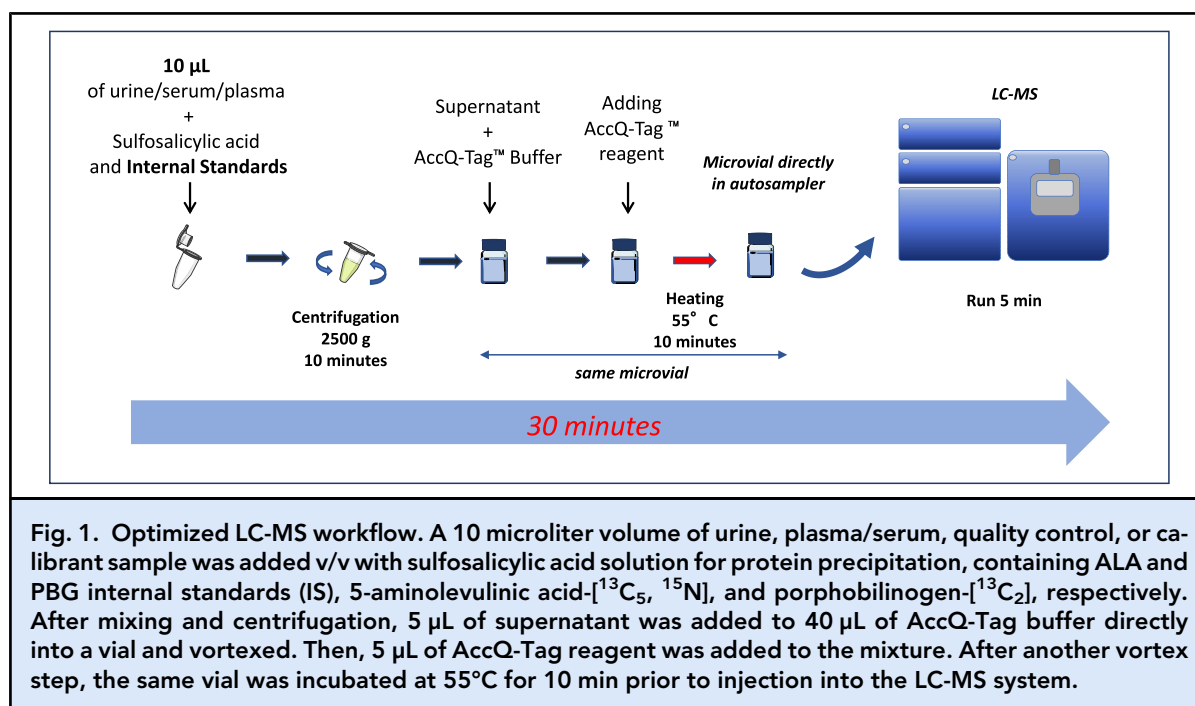 10 µL
of urine/serum/plasma
+
Sulfosalicylic acid
and Internal Standards
Centrifugation
2500 g
10 minutes
Supernatant
+
AccQ-Tag™ Buffer
Adding
AccQ-Tag ™
reagent
Heating
55° C
10 minutes
same microvial
Microvial directly
in autosampler
LC-MS
Run 5 min
30 minutes
Fig. 1. Optimized LC-MS workflow. A 10 microliter volume of urine, plasma/serum, quality control, or ca-
librant sample was added v/v with sulfosalicylic acid solution for protein precipitation, containing ALA and
PBG internal standards (IS), 5-aminolevulinic acid-[¹³C₅, ¹⁵N], and porphobilinogen-[¹³C₂], respectively.
After mixing and centrifugation, 5 µL of supernatant was added to 40 µL of AccQ-Tag buffer directly
into a vial and vortexed. Then, 5 µL of AccQ-Tag reagent was added to the mixture. After another vortex
step, the same vial was incubated at 55°C for 10 min prior to injection into the LC-MS system.